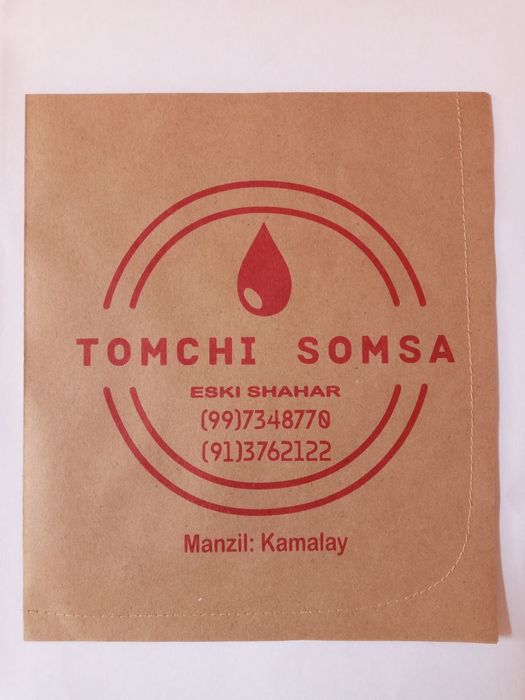 TOMCHI SOMSA
ESKI SHAHAR
(99)7348770
(91)3762122
Manzil: Kamalay